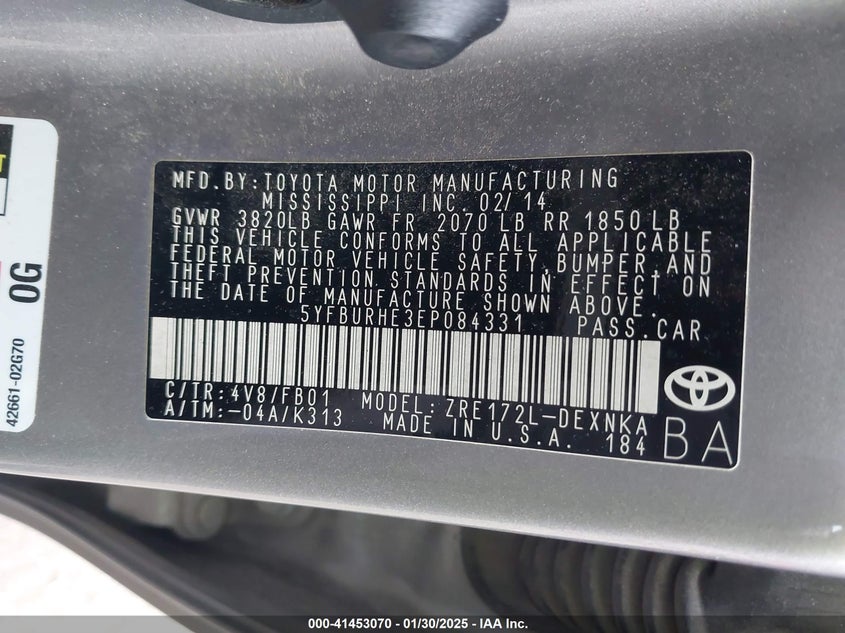 MFD.BY:TOYOTA MOTOR MANUFACTURING
MISSISSIPPI INC. 02/14
GVWR 3820LB GAWR FR 2070 LB RR 1850 LB
THIS VEHICLE CONFORMS TO ALL APPLICABLE
FEDERAL MOTOR VEHICLE SAFETY,BUMPER,AND
THEFT PREVENTION STANDARDS IN EFFECT ON
THE DATE OF MANUFACTURE SHOWN ABOVE.
5YFBURHE3EP084331 PASS.CAR
C/TR:4V8/FB01 MODEL:ZRE172L-DEXNKA
A/TM:-04A/K313 MADE IN U.S.A. 184
BA
0G
42661-02G70
000-41453070 / 01/30/2025 / © IAA Inc.